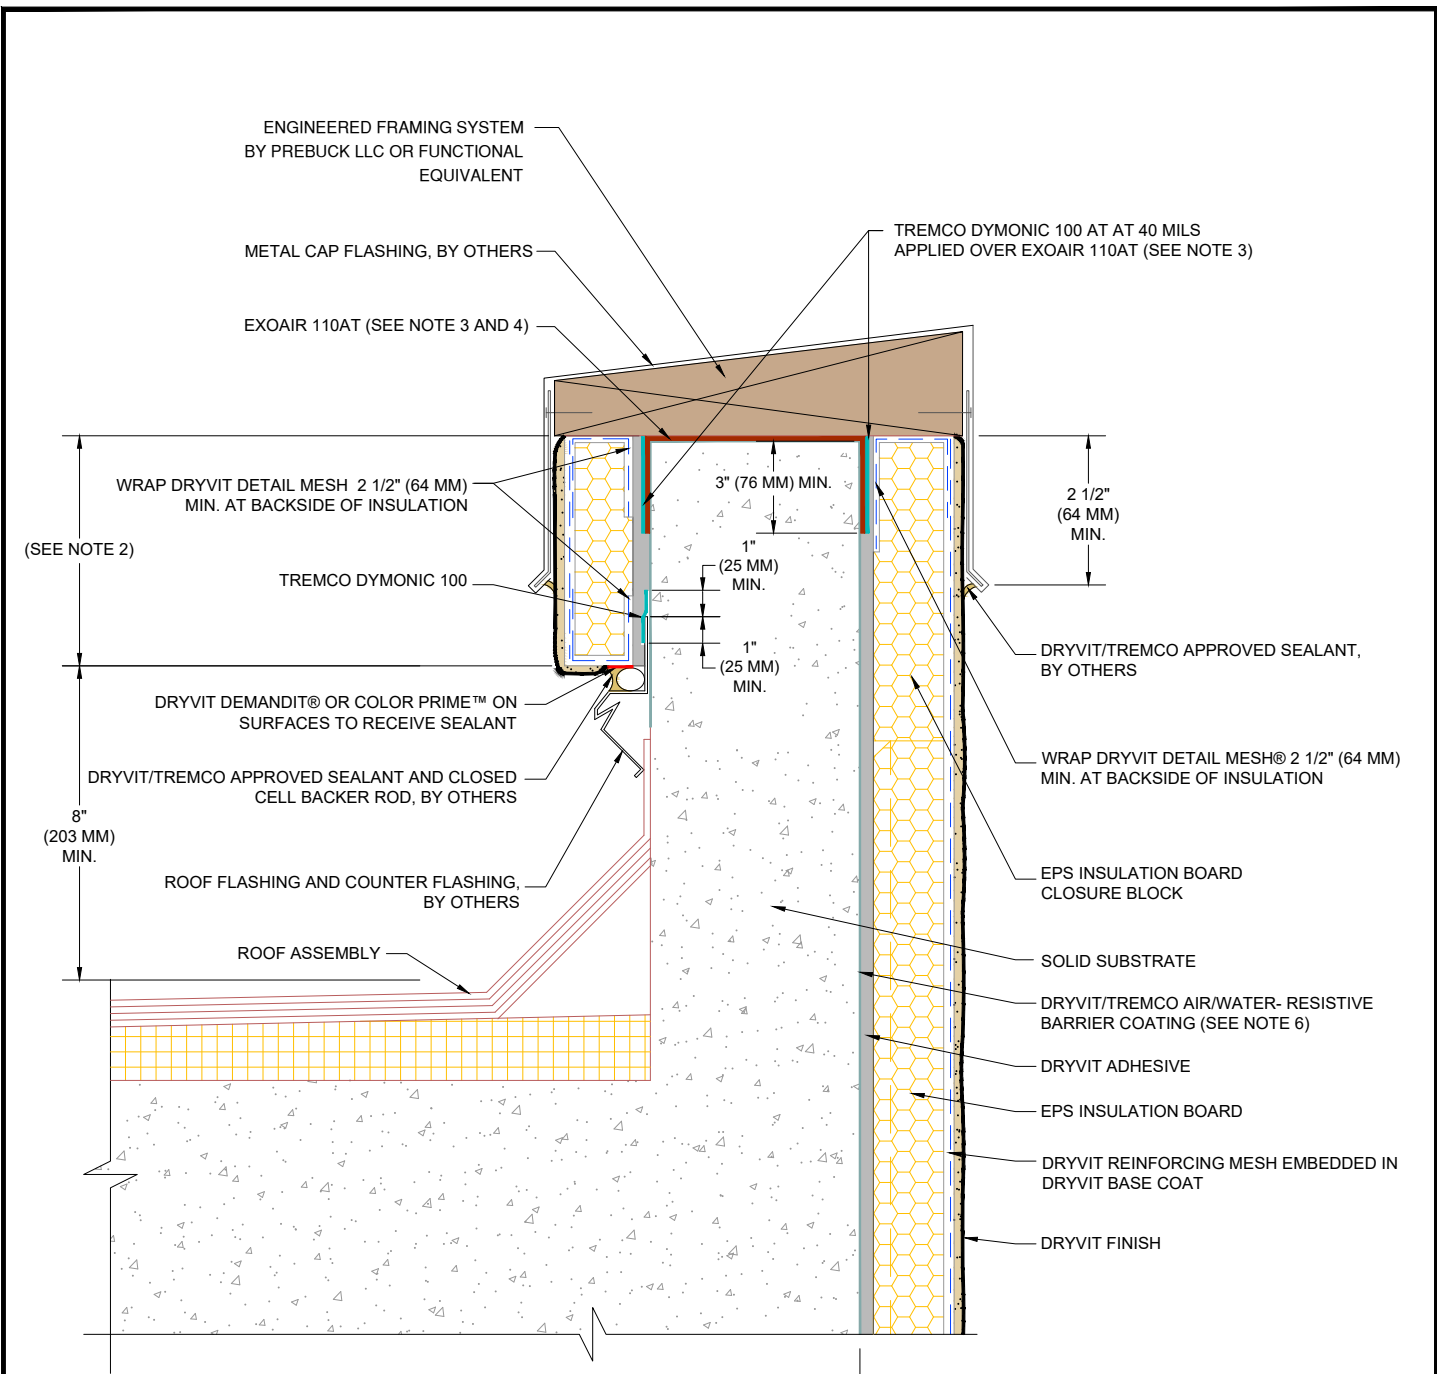 ENGINEERED FRAMING SYSTEM
BY PREBUCK LLC OR FUNCTIONAL
EQUIVALENT
METAL CAP FLASHING, BY OTHERS
EXOAIR 110AT (SEE NOTE 3 AND 4)
TREMCO DYMONIC 100 AT AT 40 MILS
APPLIED OVER EXOAIR 110AT (SEE NOTE 3)
WRAP DRYVIT DETAIL MESH 2 1/2" (64 MM)
MIN. AT BACKSIDE OF INSULATION
3" (76 MM) MIN.
2 1/2"
(64 MM)
MIN.
(SEE NOTE 2)
1"
(25 MM)
MIN.
TREMCO DYMONIC 100
1"
(25 MM)
MIN.
DRYVIT/TREMCO APPROVED SEALANT,
BY OTHERS
DRYVIT DEMANDIT® OR COLOR PRIME™ ON
SURFACES TO RECEIVE SEALANT
WRAP DRYVIT DETAIL MESH® 2 1/2" (64 MM)
MIN. AT BACKSIDE OF INSULATION
DRYVIT/TREMCO APPROVED SEALANT AND CLOSED
CELL BACKER ROD, BY OTHERS
8"
(203 MM)
MIN.
ROOF FLASHING AND COUNTER FLASHING,
BY OTHERS
EPS INSULATION BOARD
CLOSURE BLOCK
ROOF ASSEMBLY
SOLID SUBSTRATE
DRYVIT/TREMCO AIR/WATER- RESISTIVE
BARRIER COATING (SEE NOTE 6)
DRYVIT ADHESIVE
EPS INSULATION BOARD
DRYVIT REINFORCING MESH EMBEDDED IN
DRYVIT BASE COAT
DRYVIT FINISH